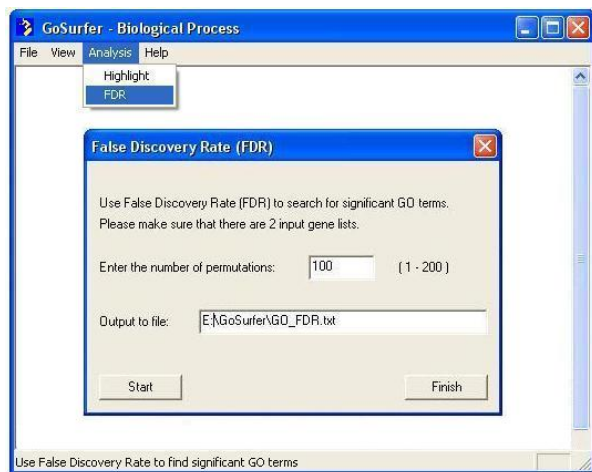 GoSurfer - Biological Process
File View Analysis Help
Highlight
FDR
False Discovery Rate (FDR)
Use False Discovery Rate (FDR) to search for significant GO terms.
Please make sure that there are 2 input gene lists.
Enter the number of permutations: 100 ( 1 - 200 )
Output to file: E:\GoSurfer\GO_FDR.txt
Start Finish
Use False Discovery Rate to find significant GO terms